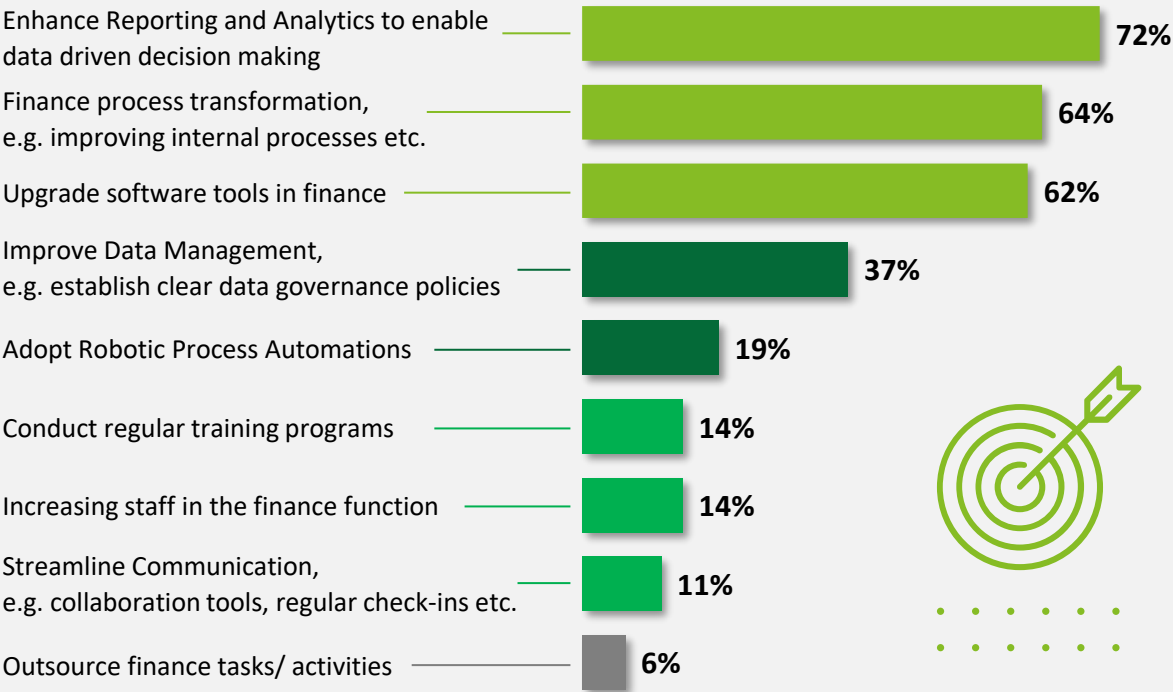 Enhance Reporting and Analytics to enable
data driven decision making
72%
Finance process transformation,
e.g. improving internal processes etc.
64%
Upgrade software tools in finance
62%
Improve Data Management,
e.g. establish clear data governance policies
37%
Adopt Robotic Process Automations
19%
Conduct regular training programs
14%
Increasing staff in the finance function
14%
Streamline Communication,
e.g. collaboration tools, regular check-ins etc.
11%
Outsource finance tasks/ activities
6%